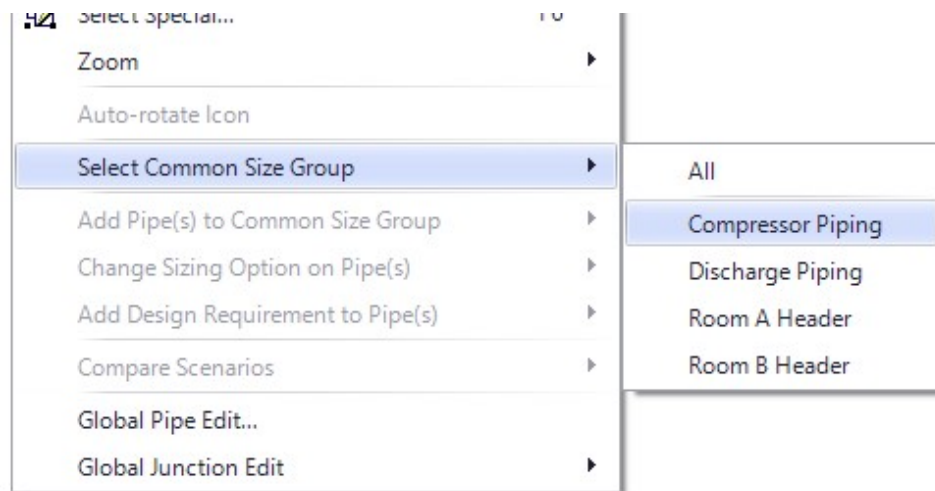 Select Special...
Zoom
Auto-rotate Icon
Select Common Size Group
Add Pipe(s) to Common Size Group
Change Sizing Option on Pipe(s)
Add Design Requirement to Pipe(s)
Compare Scenarios
Global Pipe Edit...
Global Junction Edit
All
Compressor Piping
Discharge Piping
Room A Header
Room B Header